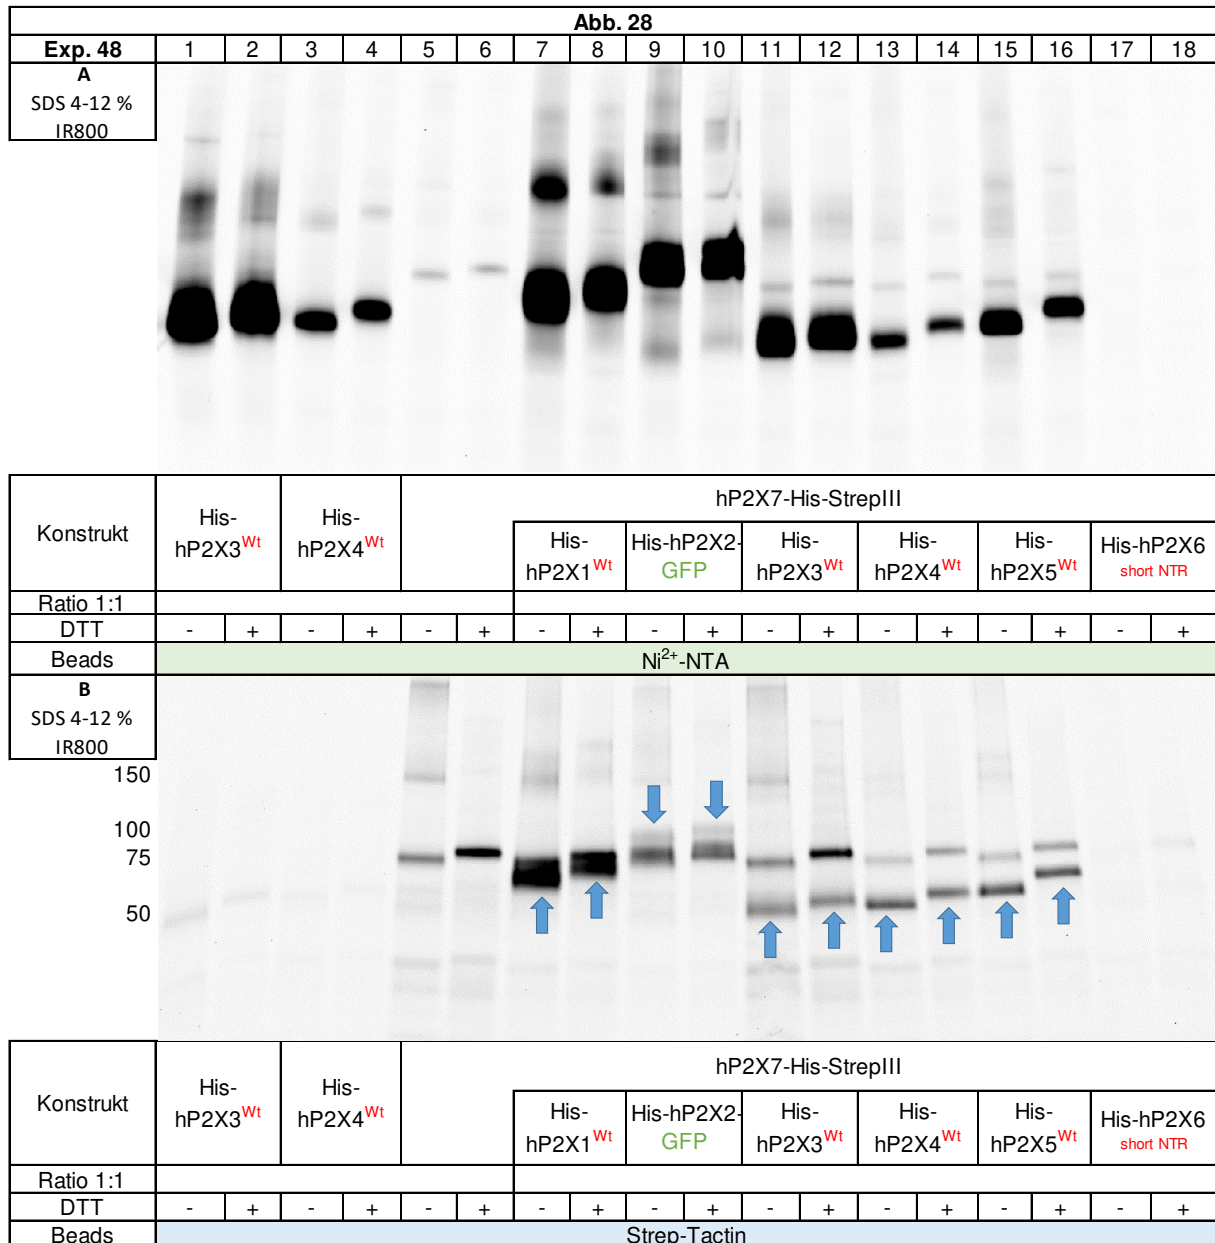 Abb. 28
Exp. 48 1 2 3 4 5 6 7 8 9 10 11 12 13 14 15 16 17 18
A
SDS 4-12 %
IR800
Konstrukt
His-
hP2X3Wt
His-
hP2X4Wt
hP2X7-His-StrepIII
His-
hP2X1Wt
His-hP2X2-
GFP
His-
hP2X3Wt
His-
hP2X4Wt
His-
hP2X5Wt
His-hP2X6
short NTR
Ratio 1:1
DTT - + - + - + - + - + - + - + - + - +
Beads Ni2+-NTA
B
SDS 4-12 %
IR800
150
100
75
50
Konstrukt
His-
hP2X3Wt
His-
hP2X4Wt
hP2X7-His-StrepIII
His-
hP2X1Wt
His-hP2X2-
GFP
His-
hP2X3Wt
His-
hP2X4Wt
His-
hP2X5Wt
His-hP2X6
short NTR
Ratio 1:1
DTT - + - + - + - + - + - + - + - + - +
Beads Strep-Tactin